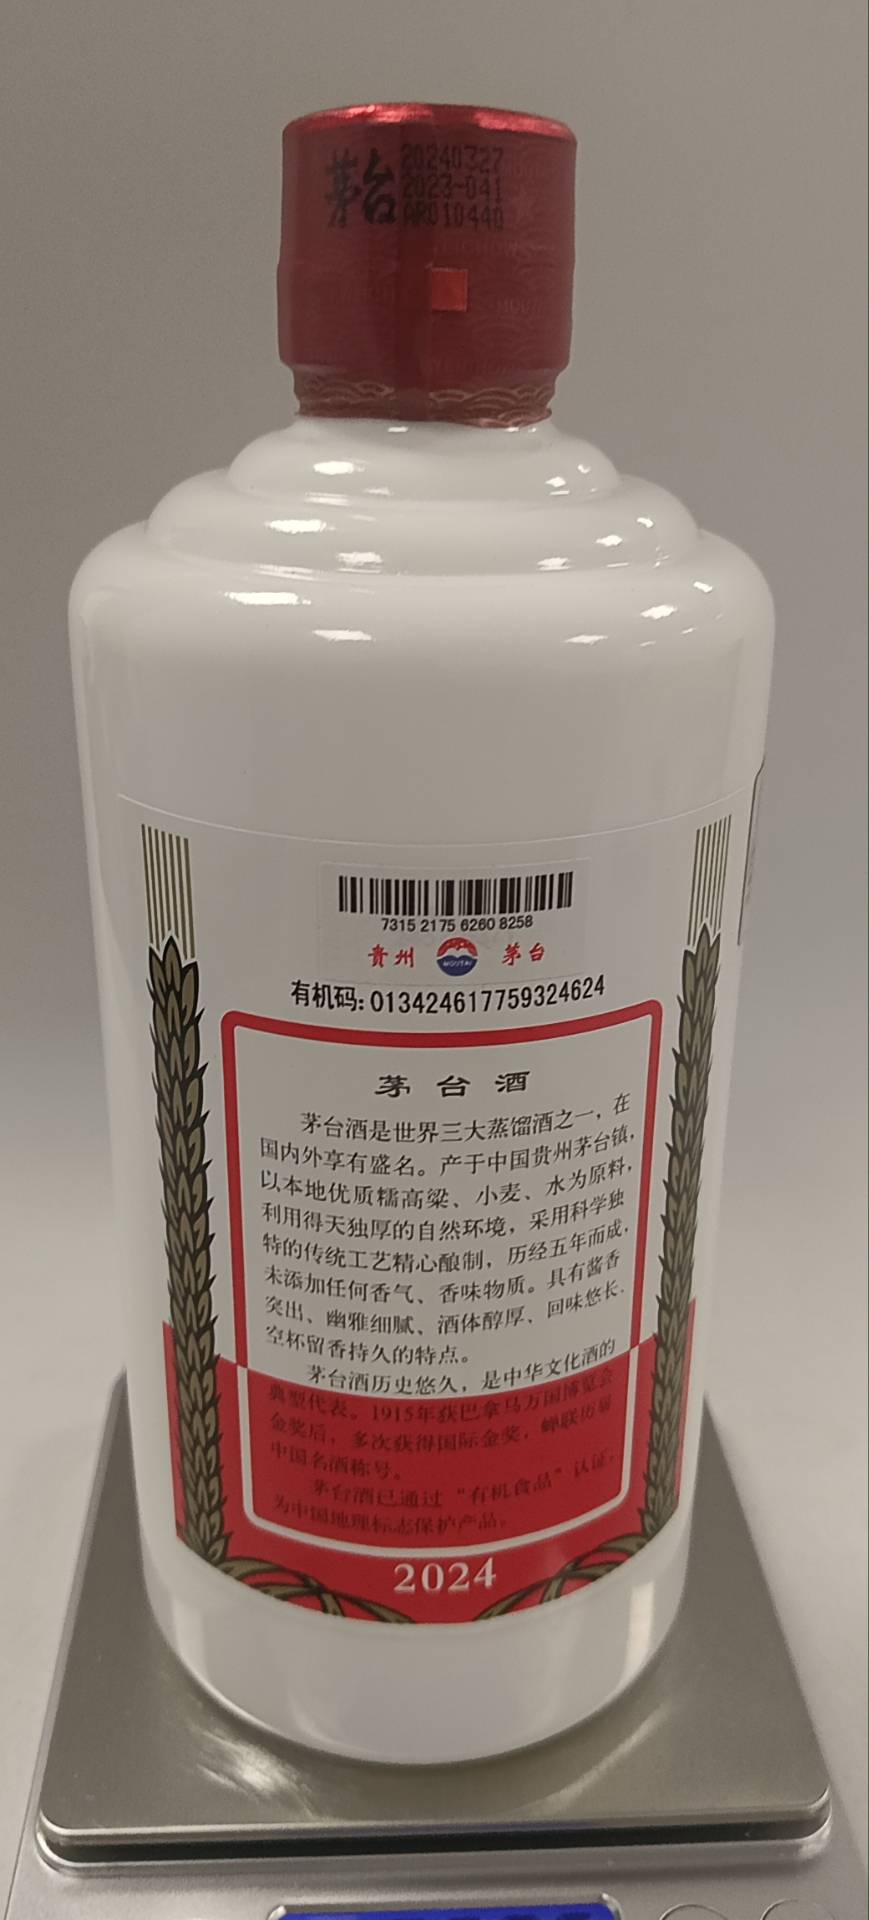 茅台
20240327
2023-041
AR010440
7315 2175 6260 8258
贵州 MOUTAI 茅台
有机码: 013424617759324624
茅台酒
茅台酒是世界三大蒸馏酒之一，在
国内外享有盛名。产于中国贵州茅台镇，
以本地优质糯高粱、小麦、水为原料，
利用得天独厚的自然环境，采用科学独
特的传统工艺精心酿制，历经五年而成，
未添加任何香气、香味物质。具有酱香
突出、幽雅细腻、酒体醇厚、回味悠长、
空杯留香持久的特点。
茅台酒历史悠久，是中华文化酒的
典型代表。1915年获巴拿马万国博览会
金奖后，多次获得国际金奖，蝉联历届
中国名酒称号。
茅台酒已通过“有机食品”认证，
为中国地理标志保护产品。
2024